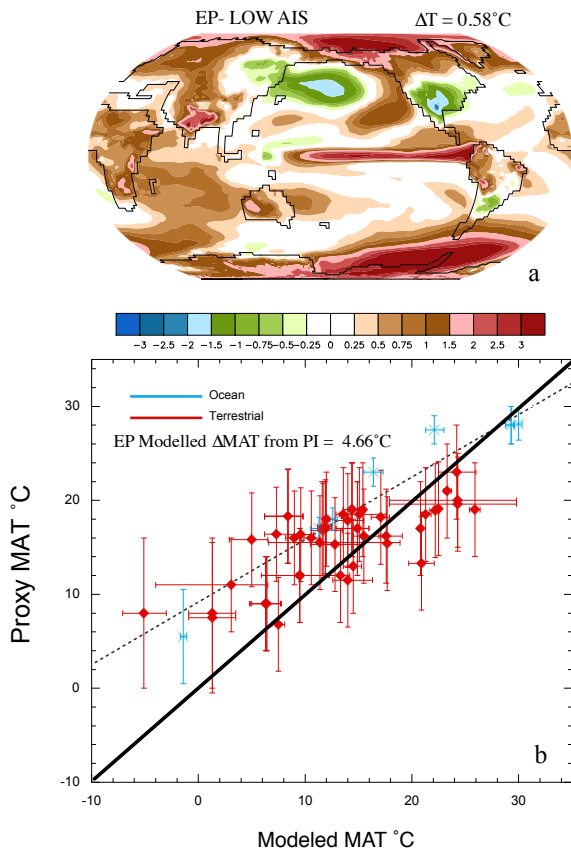 EP- LOW AIS
ΔT = 0.58˚C
a
-3 -2.5 -2 -1.5 -1 -0.75 -0.5 -0.25 0 0.25 0.5 0.75 1 1.5 2 2.5 3
Ocean
Terrestrial
EP Modelled ΔMAT from PI = 4.66˚C
30
20
10
0
-10
Proxy MAT ˚C
b
-10 0 10 20 30
Modeled MAT ˚C